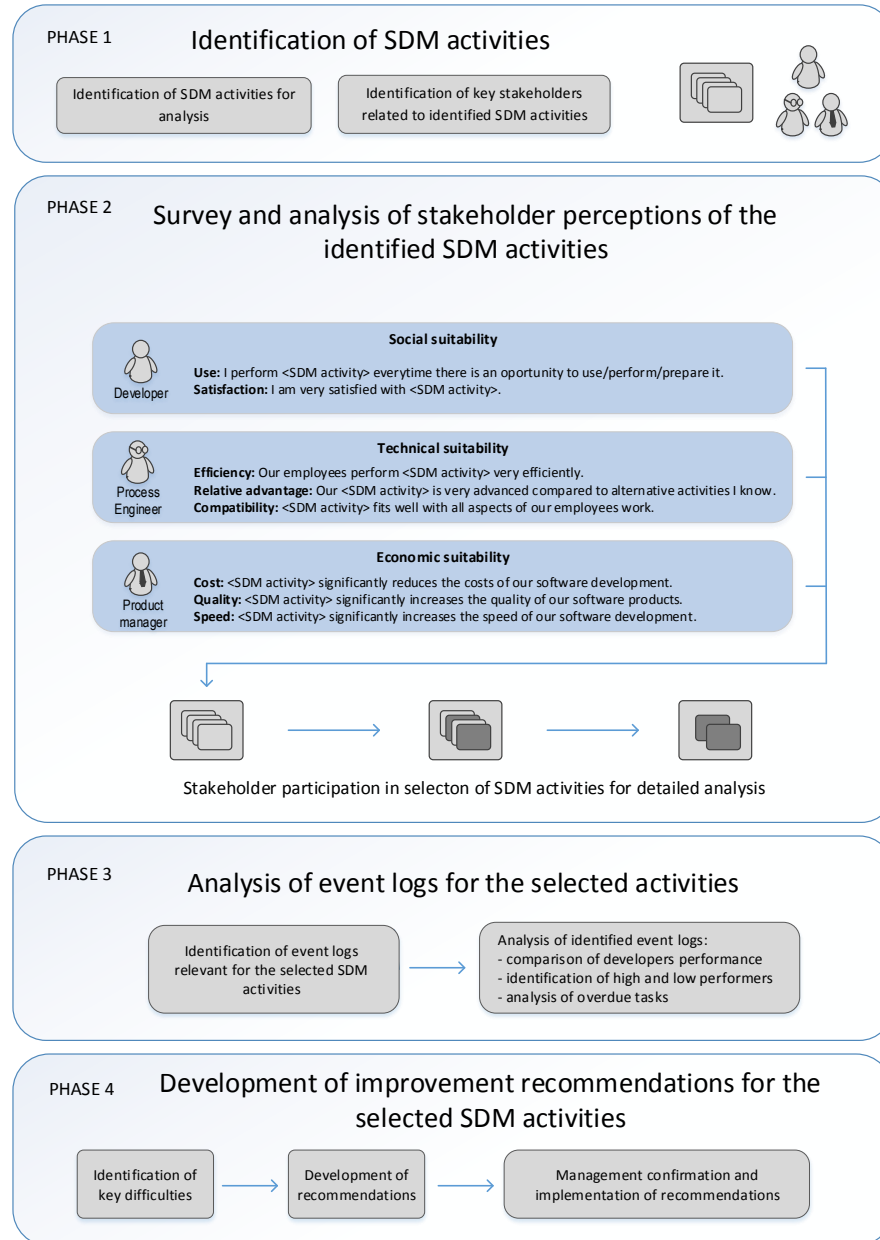 PHASE 1
Identification of SDM activities
Identification of SDM activities for
analysis
Identification of key stakeholders
related to identified SDM activities
PHASE 2
Survey and analysis of stakeholder perceptions of the
identified SDM activities
Social suitability
Developer
Use: I perform <SDM activity> everytime there is an oportunity to use/perform/prepare it.
Satisfaction: I am very satisfied with <SDM activity>.
Technical suitability
Process
Engineer
Efficiency: Our employees perform <SDM activity> very efficiently.
Relative advantage: Our <SDM activity> is very advanced compared to alternative activities I know.
Compatibility: <SDM activity> fits well with all aspects of our employees work.
Economic suitability
Product
manager
Cost: <SDM activity> significantly reduces the costs of our software development.
Quality: <SDM activity> significantly increases the quality of our software products.
Speed: <SDM activity> significantly increases the speed of our software development.
Stakeholder participation in selecton of SDM activities for detailed analysis
PHASE 3
Analysis of event logs for the selected activities
Identification of event logs
relevant for the selected SDM
activities
Analysis of identified event logs:
- comparison of developers performance
- identification of high and low performers
- analysis of overdue tasks
PHASE 4
Development of improvement recommendations for the
selected SDM activities
Identification of
key difficulties
Development of
recommendations
Management confirmation and
implementation of recommendations